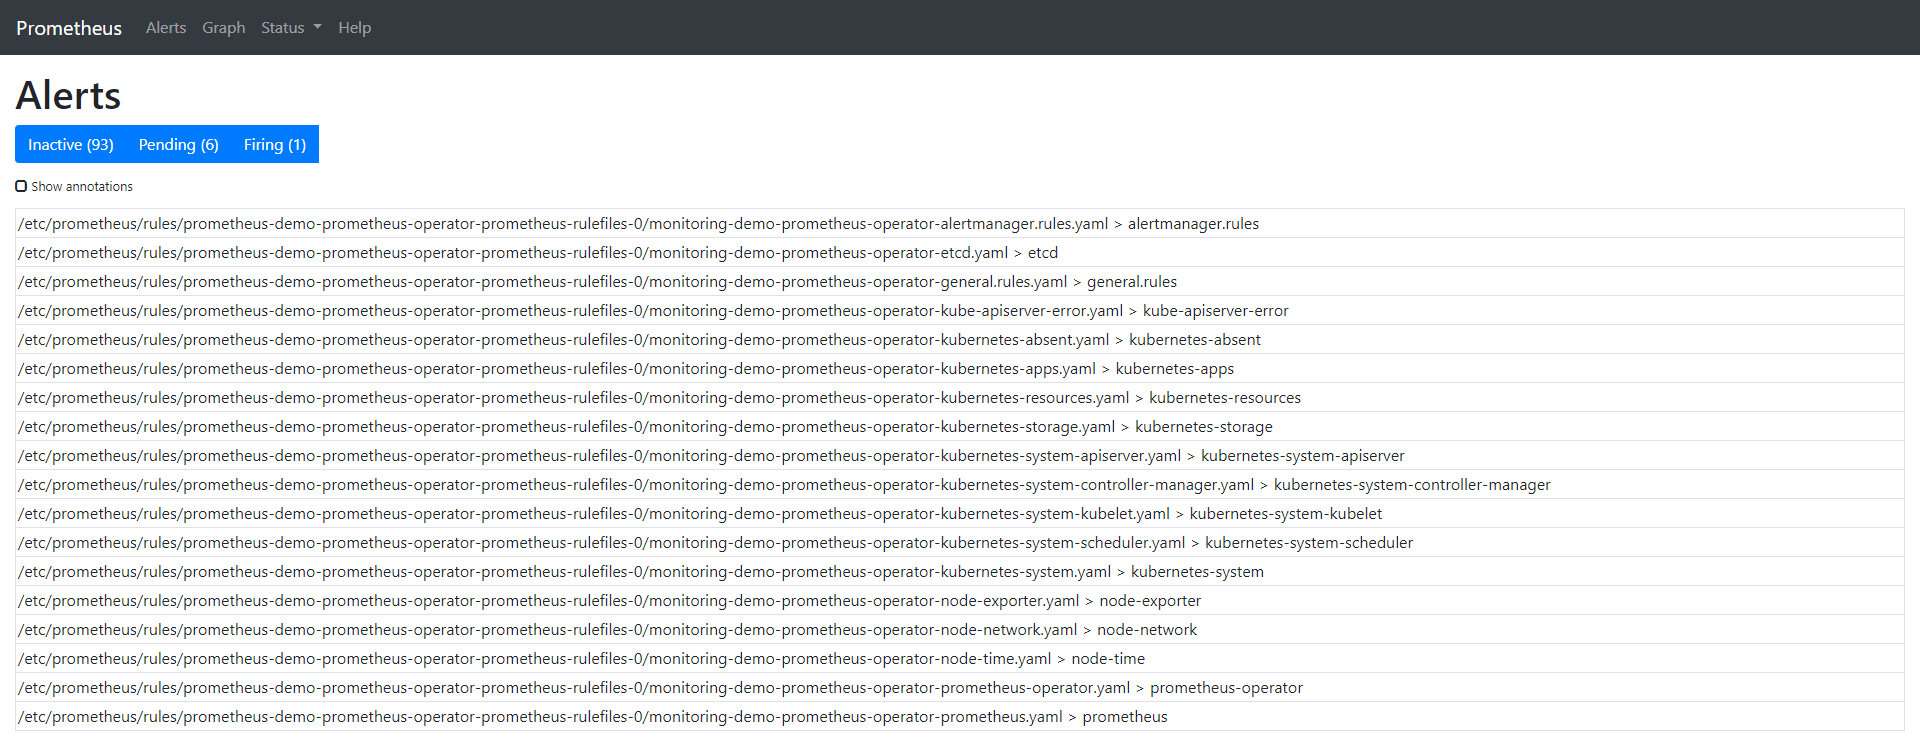 Prometheus Alerts Graph Status Help
Alerts
Inactive (93) Pending (6) Firing (1)
Show annotations
/etc/prometheus/rules/prometheus-demo-prometheus-operator-prometheus-rulefiles-0/monitoring-demo-prometheus-operator-alertmanager.rules.yaml > alertmanager.rules
/etc/prometheus/rules/prometheus-demo-prometheus-operator-prometheus-rulefiles-0/monitoring-demo-prometheus-operator-etcd.yaml > etcd
/etc/prometheus/rules/prometheus-demo-prometheus-operator-prometheus-rulefiles-0/monitoring-demo-prometheus-operator-general.rules.yaml > general.rules
/etc/prometheus/rules/prometheus-demo-prometheus-operator-prometheus-rulefiles-0/monitoring-demo-prometheus-operator-kube-apiserver-error.yaml > kube-apiserver-error
/etc/prometheus/rules/prometheus-demo-prometheus-operator-prometheus-rulefiles-0/monitoring-demo-prometheus-operator-kubernetes-absent.yaml > kubernetes-absent
/etc/prometheus/rules/prometheus-demo-prometheus-operator-prometheus-rulefiles-0/monitoring-demo-prometheus-operator-kubernetes-apps.yaml > kubernetes-apps
/etc/prometheus/rules/prometheus-demo-prometheus-operator-prometheus-rulefiles-0/monitoring-demo-prometheus-operator-kubernetes-resources.yaml > kubernetes-resources
/etc/prometheus/rules/prometheus-demo-prometheus-operator-prometheus-rulefiles-0/monitoring-demo-prometheus-operator-kubernetes-storage.yaml > kubernetes-storage
/etc/prometheus/rules/prometheus-demo-prometheus-operator-prometheus-rulefiles-0/monitoring-demo-prometheus-operator-kubernetes-system-apiserver.yaml > kubernetes-system-apiserver
/etc/prometheus/rules/prometheus-demo-prometheus-operator-prometheus-rulefiles-0/monitoring-demo-prometheus-operator-kubernetes-system-controller-manager.yaml > kubernetes-system-controller-manager
/etc/prometheus/rules/prometheus-demo-prometheus-operator-prometheus-rulefiles-0/monitoring-demo-prometheus-operator-kubernetes-system-kubelet.yaml > kubernetes-system-kubelet
/etc/prometheus/rules/prometheus-demo-prometheus-operator-prometheus-rulefiles-0/monitoring-demo-prometheus-operator-kubernetes-system-scheduler.yaml > kubernetes-system-scheduler
/etc/prometheus/rules/prometheus-demo-prometheus-operator-prometheus-rulefiles-0/monitoring-demo-prometheus-operator-kubernetes-system.yaml > kubernetes-system
/etc/prometheus/rules/prometheus-demo-prometheus-operator-prometheus-rulefiles-0/monitoring-demo-prometheus-operator-node-exporter.yaml > node-exporter
/etc/prometheus/rules/prometheus-demo-prometheus-operator-prometheus-rulefiles-0/monitoring-demo-prometheus-operator-node-network.yaml > node-network
/etc/prometheus/rules/prometheus-demo-prometheus-operator-prometheus-rulefiles-0/monitoring-demo-prometheus-operator-node-time.yaml > node-time
/etc/prometheus/rules/prometheus-demo-prometheus-operator-prometheus-rulefiles-0/monitoring-demo-prometheus-operator-prometheus-operator.yaml > prometheus-operator
/etc/prometheus/rules/prometheus-demo-prometheus-operator-prometheus-rulefiles-0/monitoring-demo-prometheus-operator-prometheus.yaml > prometheus